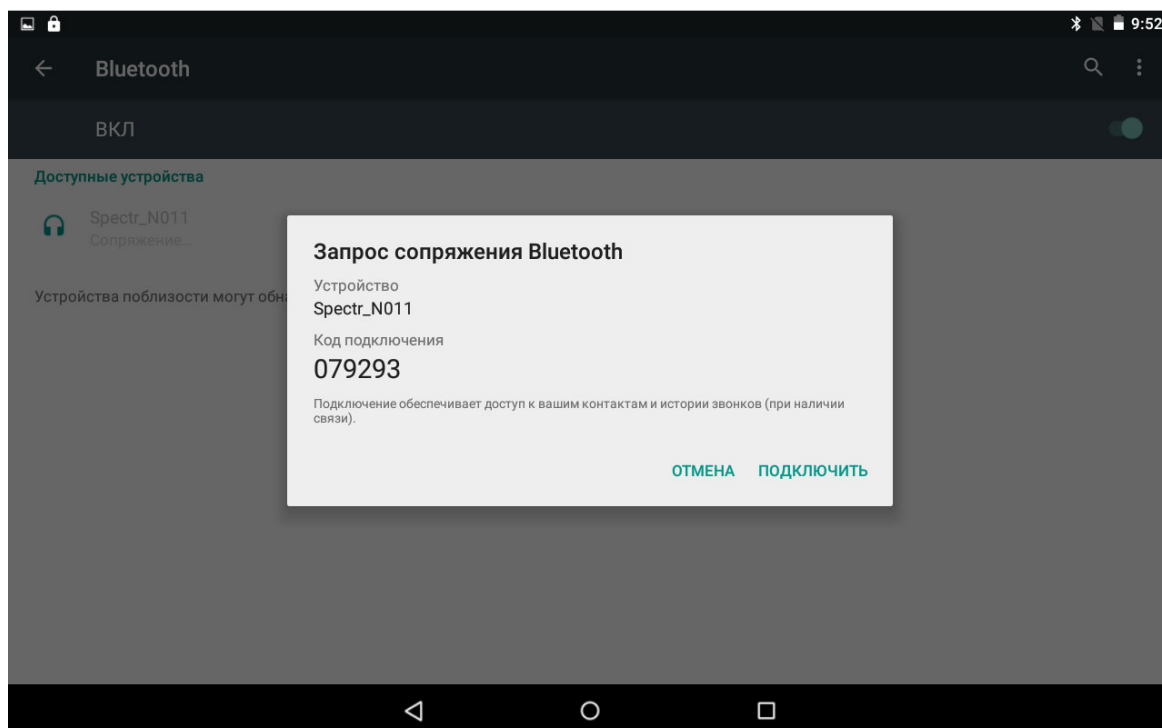 9:52
Bluetooth
ВКЛ
Доступные устройства
Spectr_N011
Сопряжение...
Устройства поблизости могут обн
Запрос сопряжения Bluetooth
Устройство
Spectr_N011
Код подключения
079293
Подключение обеспечивает доступ к вашим контактам и истории звонков (при наличии
связи).
ОТМЕНА ПОДКЛЮЧИТЬ